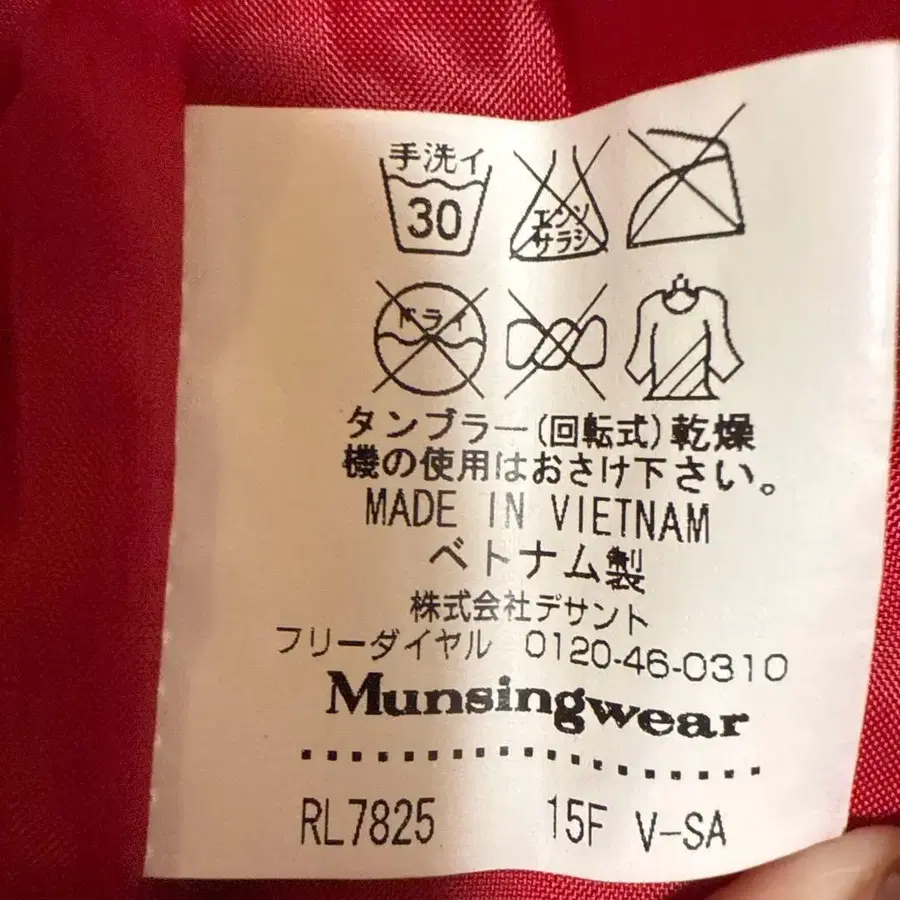 手洗イ
30
エンソ
サラシ
ドライ
タンブラー(回転式)乾燥
機の使用はおさけ下さい。
MADE IN VIETNAM
ベトナム製
株式会社デサント
フリーダイヤル 0120-46-0310
Munsingwear
RL7825 15F V-SA